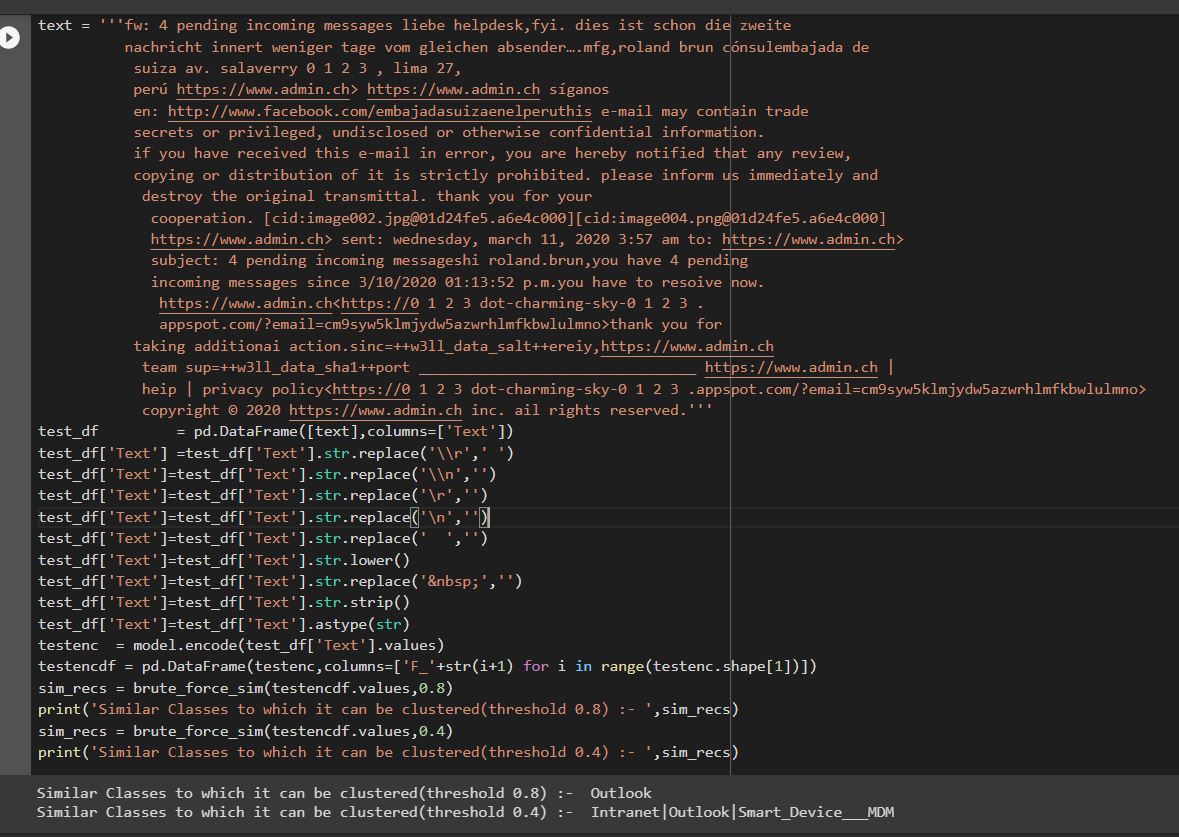 text = '''fw: 4 pending incoming messages liebe helpdesk,fyi. dies ist schon die zweite
nachricht innert weniger tage vom gleichen absender….mfg,roland brun cónsulembajada de
suiza av. salaverry 0 1 2 3 , lima 27,
perú https://www.admin.ch> https://www.admin.ch síganos
en: http://www.facebook.com/embajadasuizaenelperuthis e-mail may contain trade
secrets or privileged, undisclosed or otherwise confidential information.
if you have received this e-mail in error, you are hereby notified that any review,
copying or distribution of it is strictly prohibited. please inform us immediately and
destroy the original transmittal. thank you for your
cooperation. [cid:image002.jpg@01d24fe5.a6e4c000][cid:image004.png@01d24fe5.a6e4c000]
https://www.admin.ch> sent: wednesday, march 11, 2020 3:57 am to: https://www.admin.ch>
subject: 4 pending incoming messageshi roland.brun,you have 4 pending
incoming messages since 3/10/2020 01:13:52 p.m.you have to resoive now.
https://www.admin.ch<https://0 1 2 3 dot-charming-sky-0 1 2 3 .
appspot.com/?email=cm9syw5klmjydw5azwrhlmfkbwlulmno>thank you for
taking additionai action.sinc=++w3ll_data_salt++ereiy,https://www.admin.ch
team sup=++w3ll_data_sha1++port ________________________________ https://www.admin.ch |
heip | privacy policy<https://0 1 2 3 dot-charming-sky-0 1 2 3 .appspot.com/?email=cm9syw5klmjydw5azwrhlmfkbwlulmno>
copyright © 2020 https://www.admin.ch inc. ail rights reserved.'''
test_df = pd.DataFrame([text],columns=['Text'])
test_df['Text'] =test_df['Text'].str.replace('\\r',' ')
test_df['Text']=test_df['Text'].str.replace('\\n','')
test_df['Text']=test_df['Text'].str.replace('\r','')
test_df['Text']=test_df['Text'].str.replace('\n','')
test_df['Text']=test_df['Text'].str.replace('  ','')
test_df['Text']=test_df['Text'].str.lower()
test_df['Text']=test_df['Text'].str.replace('&nbsp;','')
test_df['Text']=test_df['Text'].str.strip()
test_df['Text']=test_df['Text'].astype(str)
testenc = model.encode(test_df['Text'].values)
testencdf = pd.DataFrame(testenc,columns=['F_'+str(i+1) for i in range(testenc.shape[1])])
sim_recs = brute_force_sim(testencdf.values,0.8)
print('Similar Classes to which it can be clustered(threshold 0.8) :- ',sim_recs)
sim_recs = brute_force_sim(testencdf.values,0.4)
print('Similar Classes to which it can be clustered(threshold 0.4) :- ',sim_recs)
Similar Classes to which it can be clustered(threshold 0.8) :-  Outlook
Similar Classes to which it can be clustered(threshold 0.4) :-  Intranet|Outlook|Smart_Device___MDM